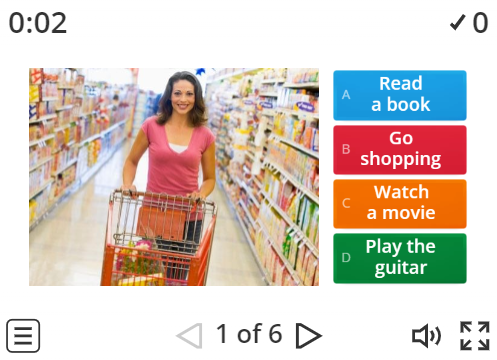 0:02
✓ 0
A
Read
a book
B
Go
shopping
C
Watch
a movie
D
Play the
guitar
1 of 6